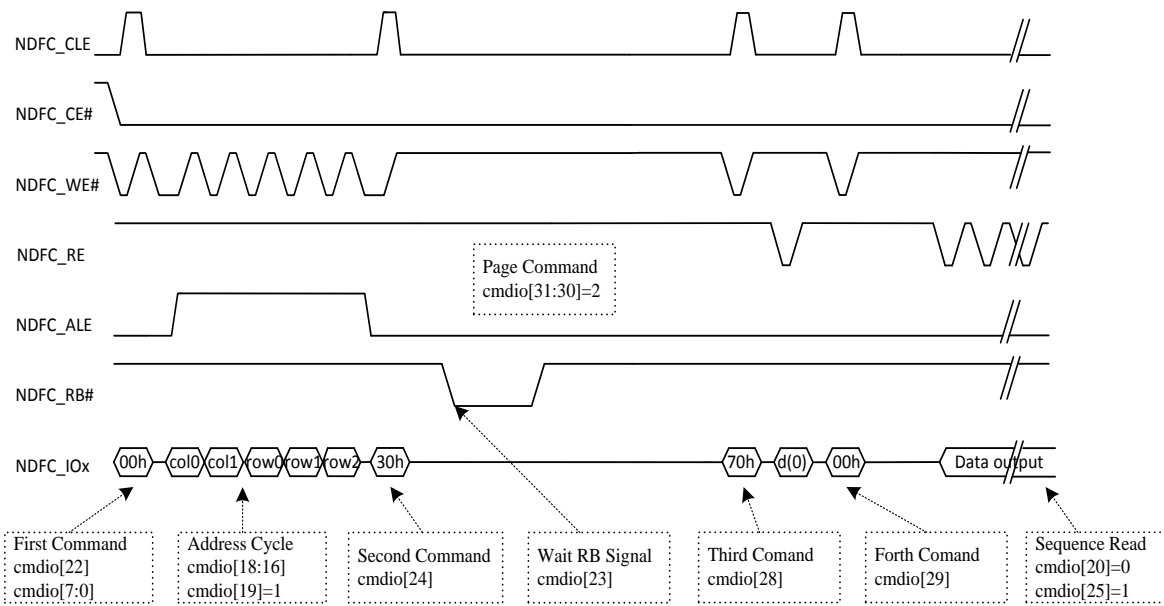 NDFC_CLE
NDFC_CE#
NDFC_WE#
NDFC_RE
Page Command
cmdio[31:30]=2
NDFC_ALE
NDFC_RB#
NDFC_IOx 00h col0 col1 row0 row1 row2 30h 70h d(0) 00h Data output
First Command
cmdio[22]
cmdio[7:0]
Address Cycle
cmdio[18:16]
cmdio[19]=1
Second Command
cmdio[24]
Wait RB Signal
cmdio[23]
Third Comand
cmdio[28]
Forth Comand
cmdio[29]
Sequence Read
cmdio[20]=0
cmdio[25]=1